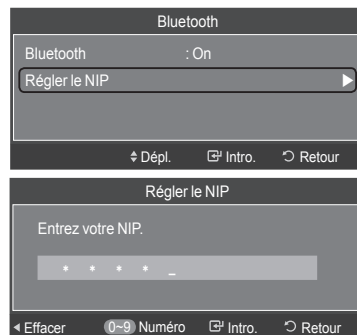 Bluetooth
Bluetooth : On
Régler le NIP
Dépl. Intro. Retour
Régler le NIP
Entrez votre NIP.
* * * * _
Effacer 0~9 Numéro Intro. Retour